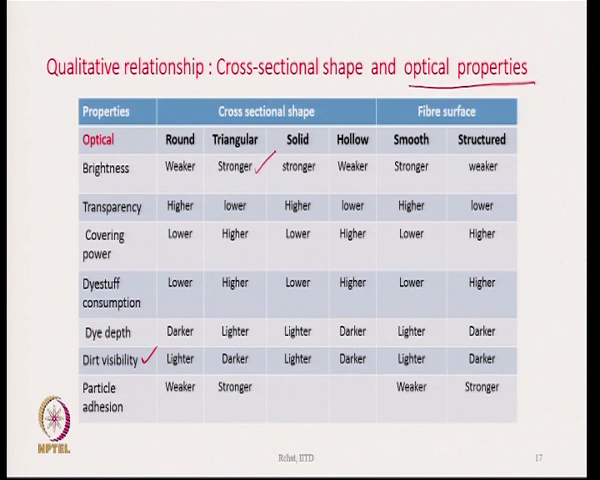 Qualitative relationship : Cross-sectional shape and optical properties
Properties Cross sectional shape Fibre surface
Optical Round Triangular Solid Hollow Smooth Structured
Brightness Weaker Stronger stronger Weaker Stronger weaker
Transparency Higher lower Higher lower Higher lower
Covering power Lower Higher Lower Higher Lower Higher
Dyestuff consumption Lower Higher Lower Higher Lower Higher
Dye depth Darker Lighter Lighter Darker Lighter Darker
Dirt visibility Lighter Darker Lighter Darker Lighter Darker
Particle adhesion Weaker Stronger Weaker Stronger
NPTEL
17